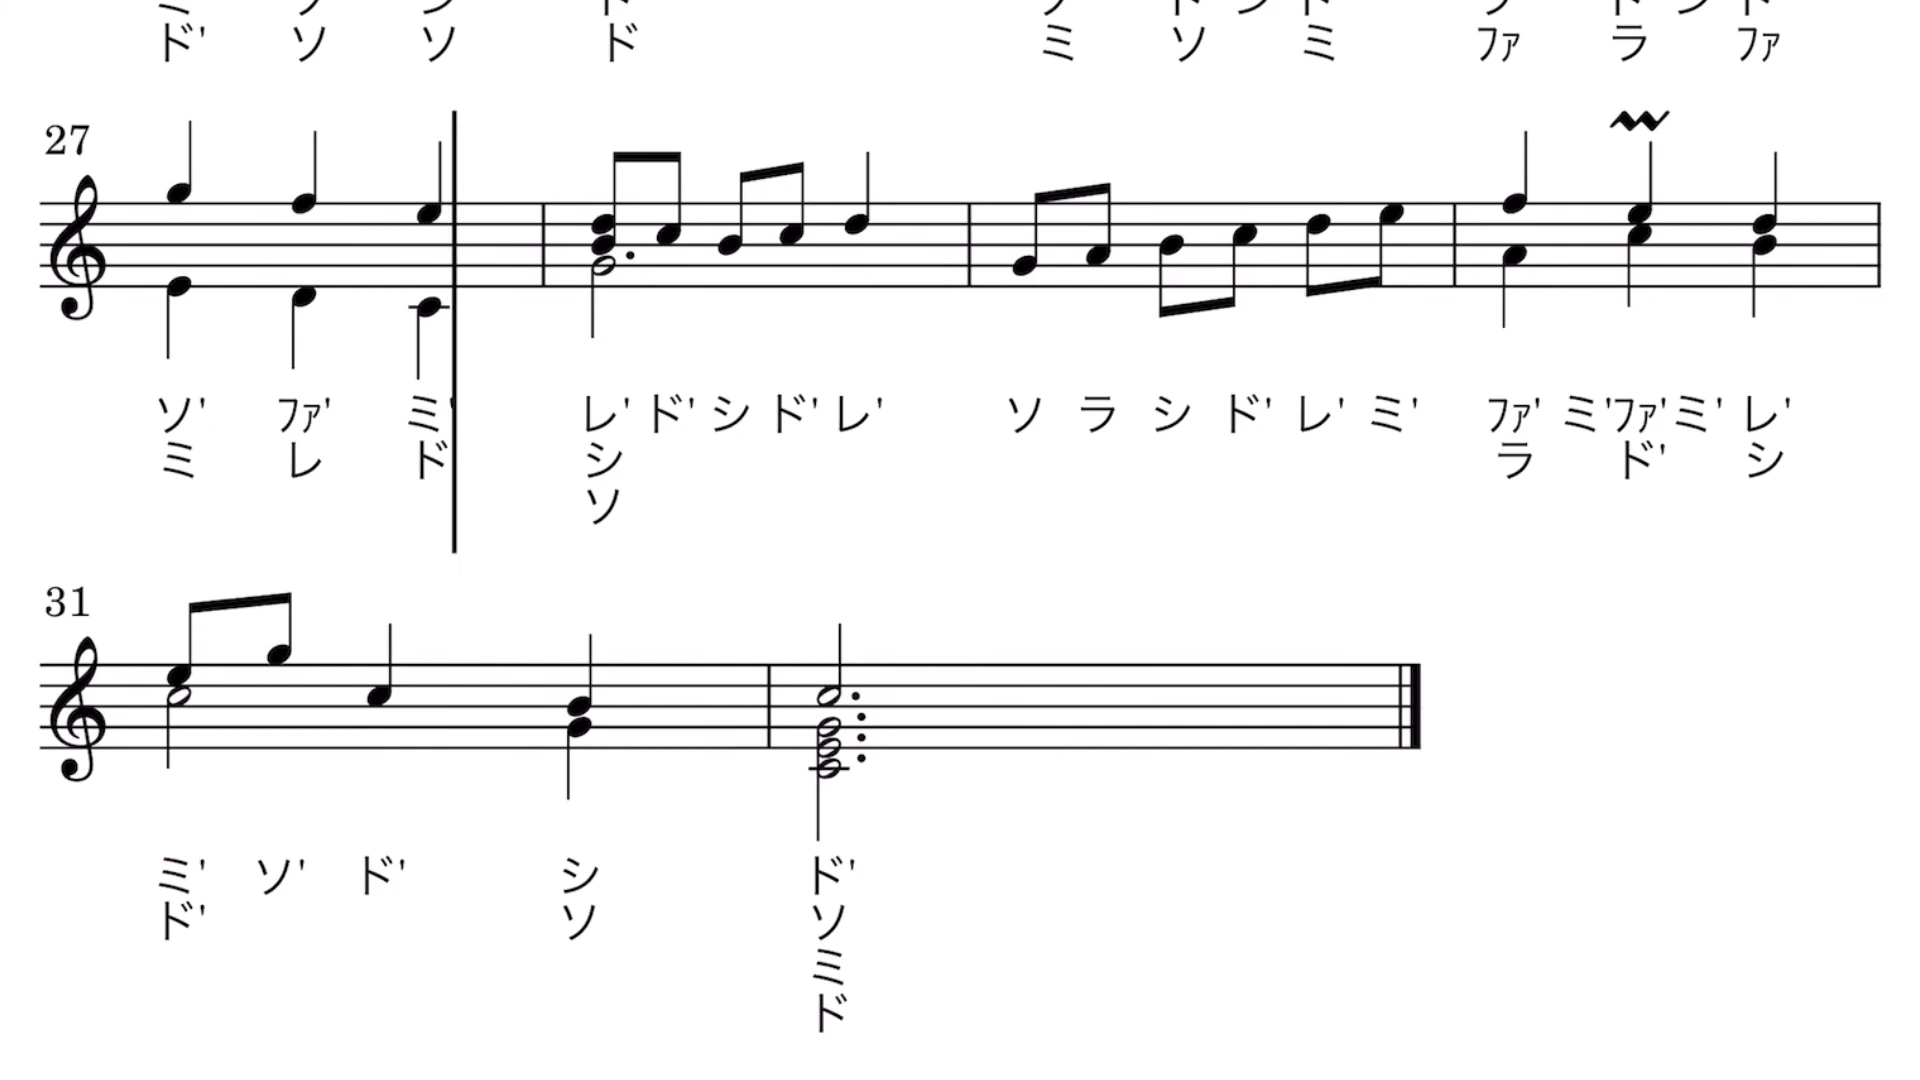 ド' ソ ソ ド ミ ソ ミ ファ ラ ファ
27
ソ' ファ' ミ' レ' ド' シ ド' レ' ソ ラ シ ド' レ' ミ' ファ' ミ'ファ'ミ' レ'
ミ レ ド シ ラ ド' シ
ソ
31
ミ' ソ' ド' シ ド'
ド' ソ ソ
ミ
ド